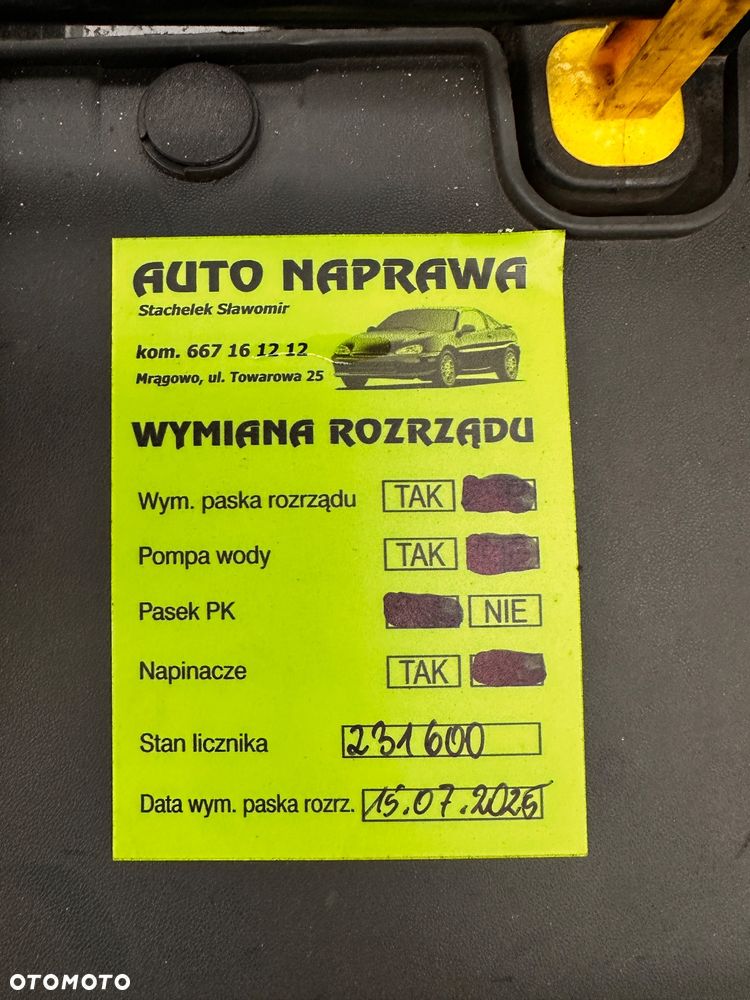 AUTO NAPRAWA
Stachelek Sławomir
kom. 667 16 12 12
Mrągowo, ul. Towarowa 25
WYMIANA ROZRZĄDU
Wym. paska rozrządu TAK
Pompa wody TAK
Pasek PK NIE
Napinacze TAK
Stan licznika 231600
Data wym. paska rozrz. 15.07.2025
OTOMOTO